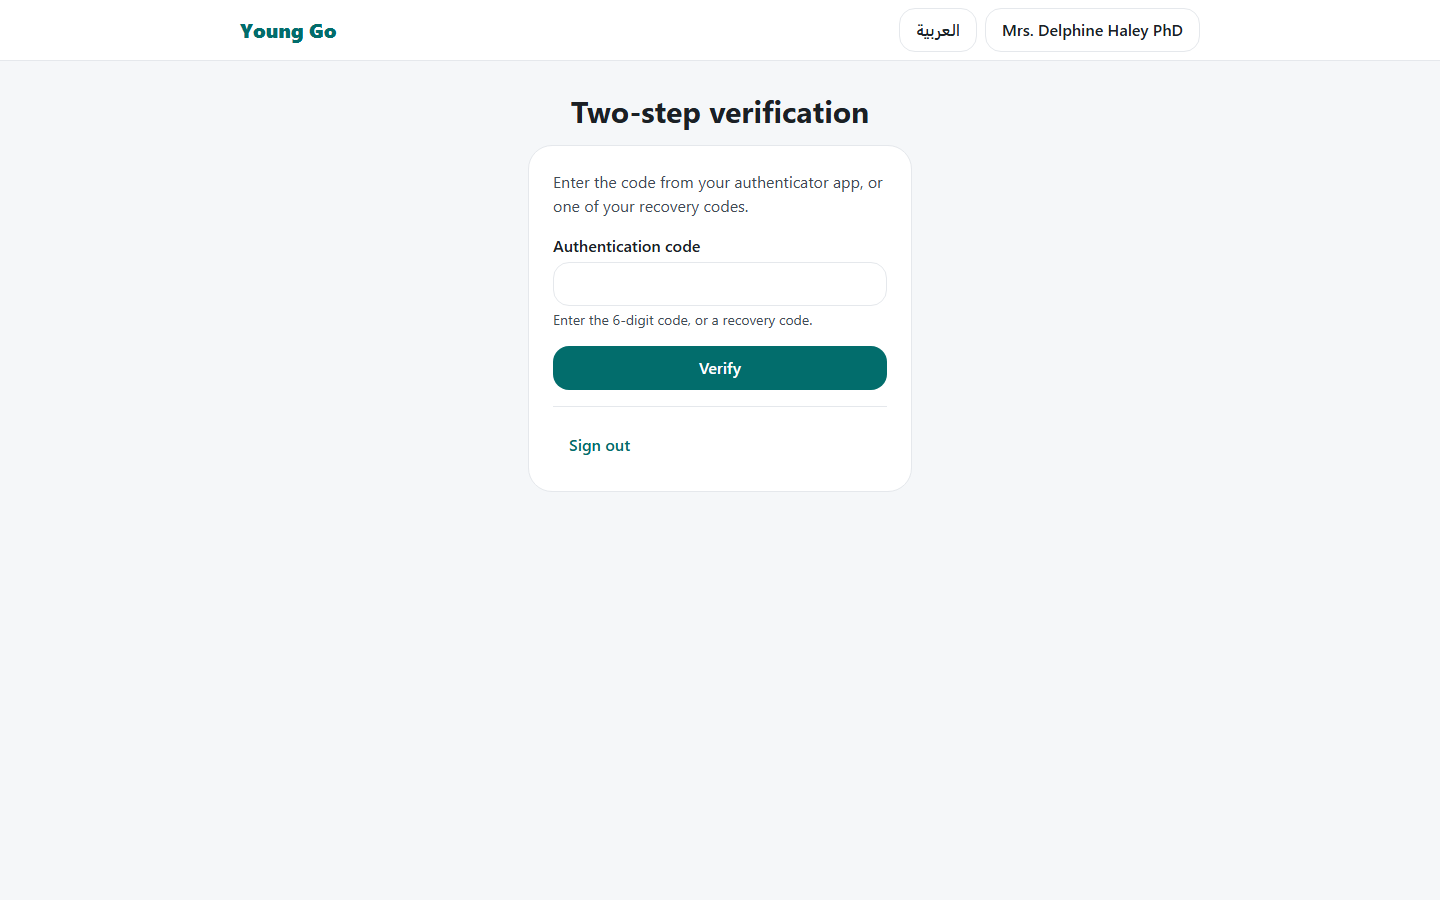 Young Go
العربية
Mrs. Delphine Haley PhD
Two-step verification
Enter the code from your authenticator app, or
one of your recovery codes.
Authentication code
Enter the 6-digit code, or a recovery code.
Verify
Sign out